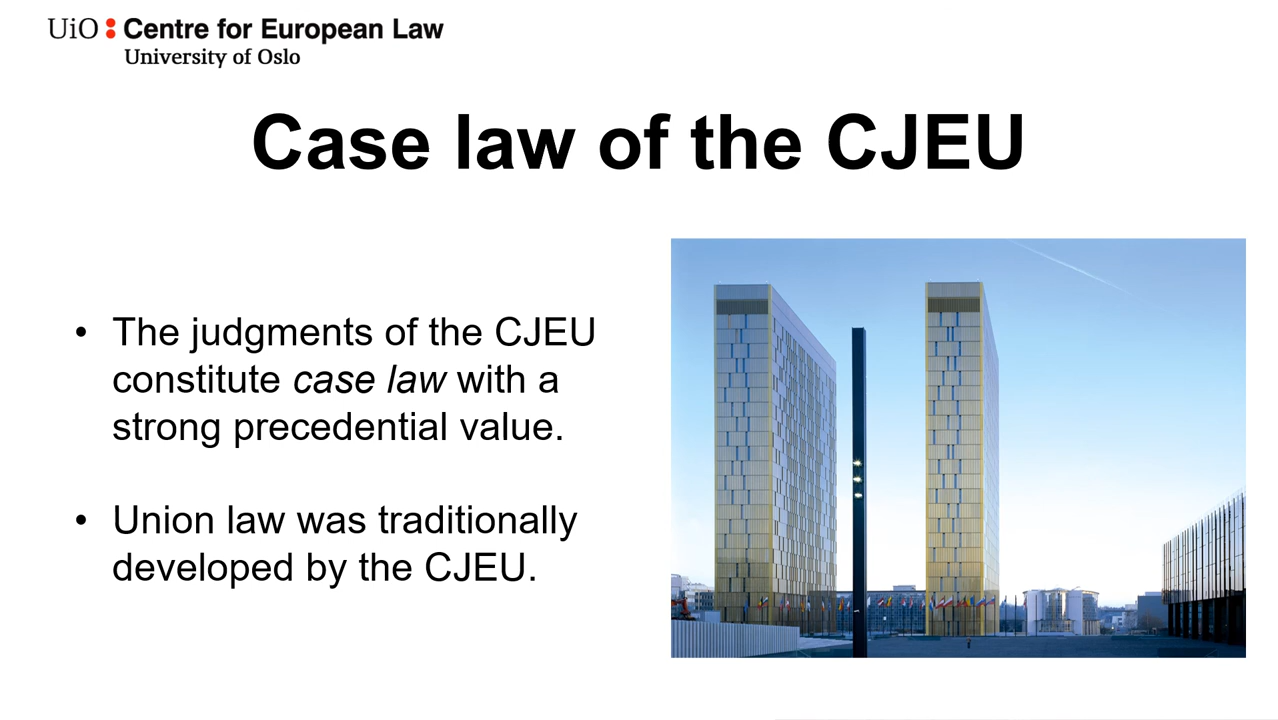 UiO : Centre for European Law
University of Oslo
Case law of the CJEU
• The judgments of the CJEU
constitute case law with a
strong precedential value.
• Union law was traditionally
developed by the CJEU.